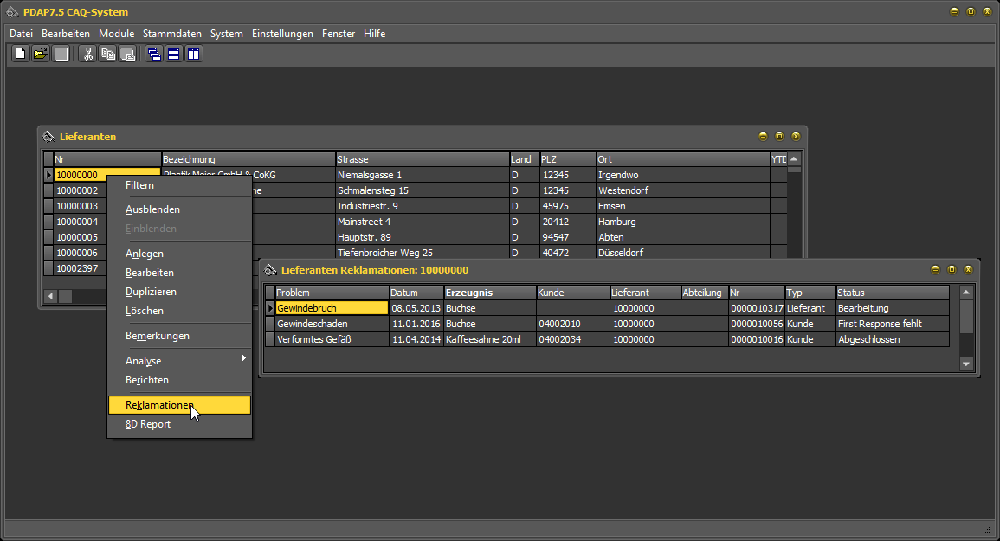 PDAP7.5 CAQ-System
Datei Bearbeiten Module Stammdaten System Einstellungen Fenster Hilfe
Lieferanten
Nr Bezeichnung Strasse Land PLZ Ort YTD
10000000 Plastik Meier GmbH & CoKG Niemalsgasse 1 D 12345 Irgendwo
10000002 Schmalensteg 15 D 12345 Westendorf
10000003 Industriestr. 9 D 45975 Emsen
10000004 Mainstreet 4 D 20412 Hamburg
10000005 Hauptstr. 89 D 94547 Abten
10000006 Tiefenbroicher Weg 25 D 40472 Düsseldorf
10002397
Filtern
Ausblenden
Einblenden
Anlegen
Bearbeiten
Duplizieren
Löschen
Bemerkungen
Analyse
Berichten
Reklamationen
8D Report
Lieferanten Reklamationen: 10000000
Problem Datum Erzeugnis Kunde Lieferant Abteilung Nr Typ Status
Gewindebruch 08.05.2013 Buchse 10000000 0000010317 Lieferant Bearbeitung
Gewindeschaden 11.01.2016 Buchse 04002010 10000000 0000010056 Kunde First Response fehlt
Verformtes Gefäß 11.04.2014 Kaffeesahne 20ml 04002034 10000000 0000010016 Kunde Abgeschlossen